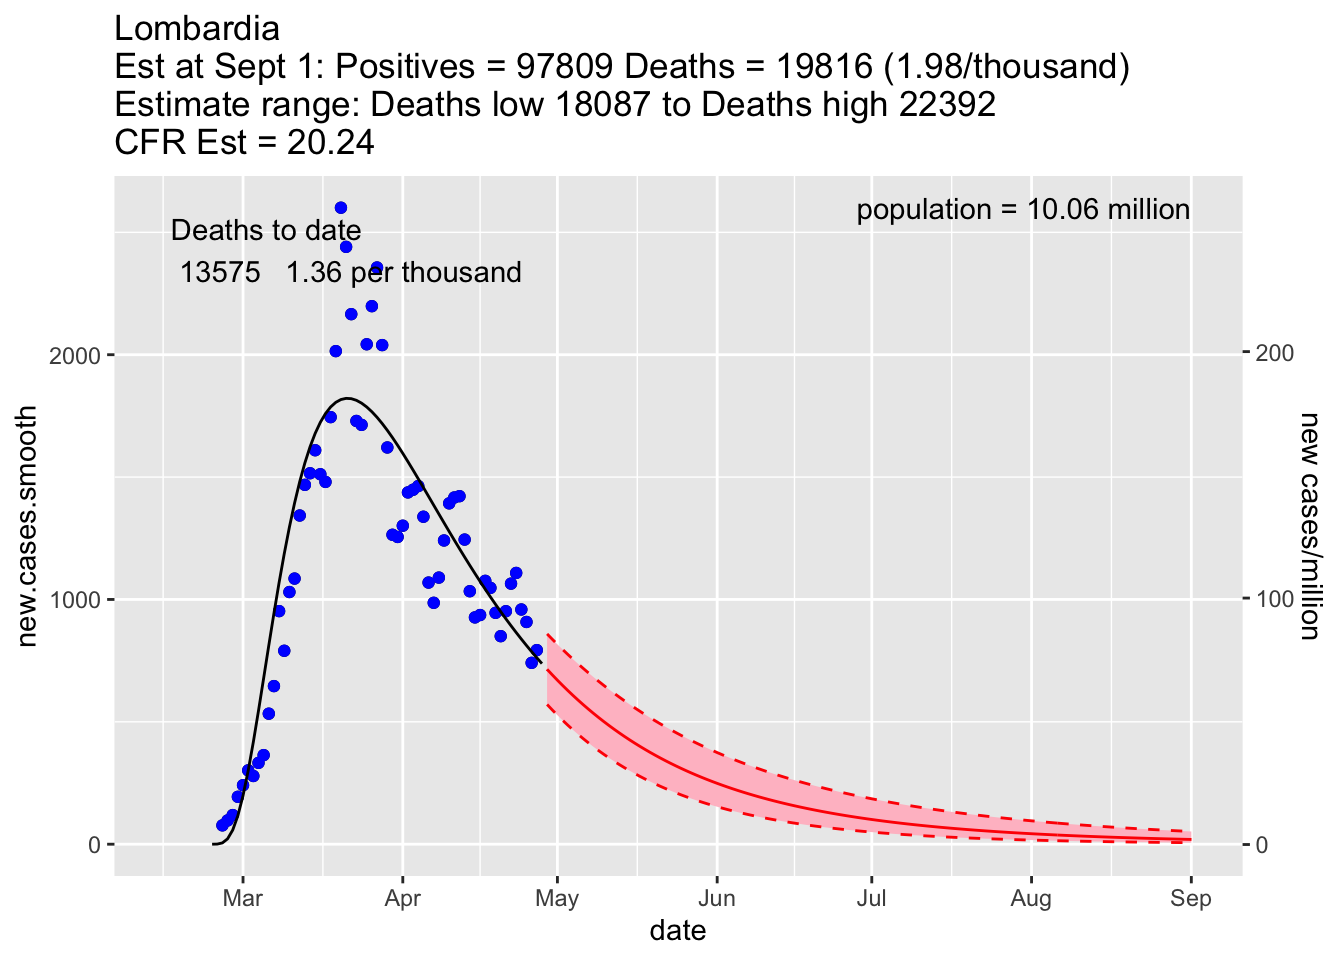 Lombardia
Est at Sept 1: Positives = 97809 Deaths = 19816 (1.98/thousand)
Estimate range: Deaths low 18087 to Deaths high 22392
CFR Est = 20.24
population = 10.06 million
Deaths to date
13575 1.36 per thousand
new.cases.smooth
2000
1000
0
200
100
0
new cases/million
Mar Apr May Jun Jul Aug Sep
date